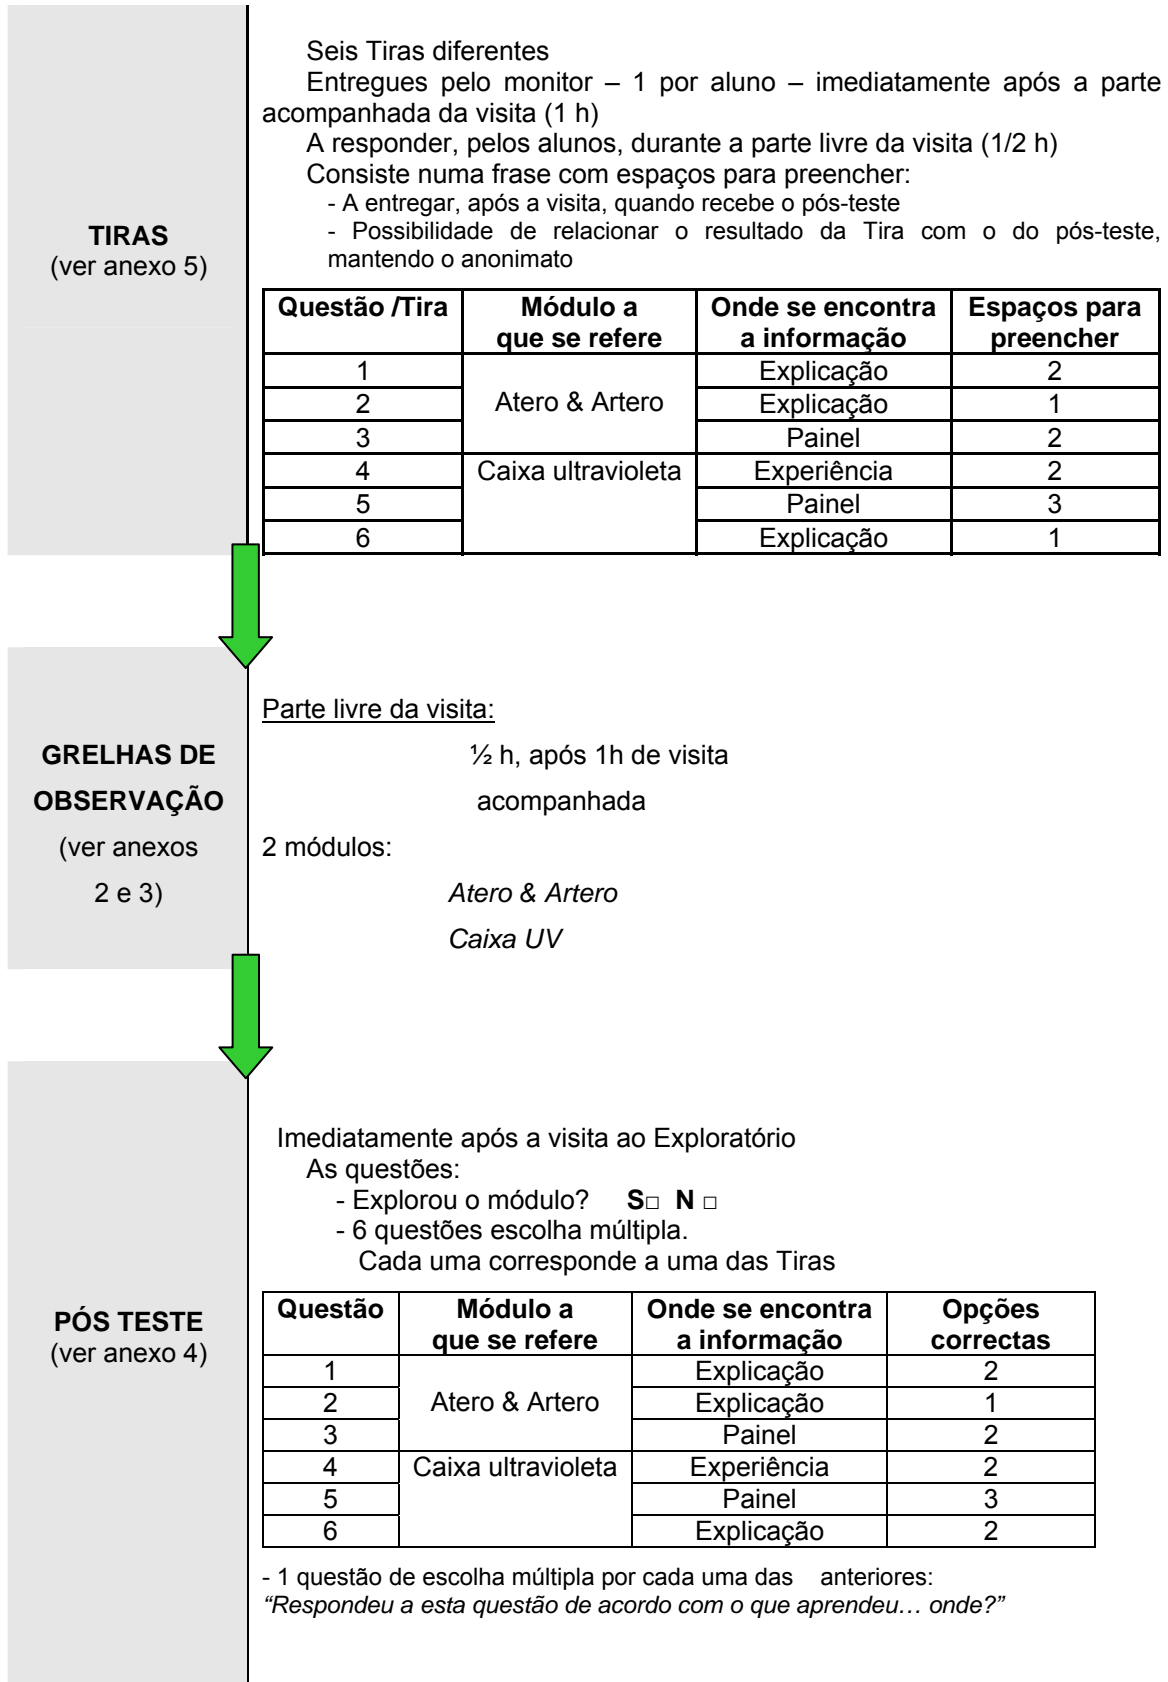 TIRAS
(ver anexo 5)
Seis Tiras diferentes
Entregues pelo monitor – 1 por aluno – imediatamente após a parte
acompanhada da visita (1 h)
A responder, pelos alunos, durante a parte livre da visita (1/2 h)
Consiste numa frase com espaços para preencher:
- A entregar, após a visita, quando recebe o pós-teste
- Possibilidade de relacionar o resultado da Tira com o do pós-teste,
mantendo o anonimato
Questão /Tira Módulo a que se refere Onde se encontra a informação Espaços para preencher
1 Atero & Artero Explicação 2
2 Explicação 1
3 Painel 2
4 Caixa ultravioleta Experiência 2
5 Painel 3
6 Explicação 1
GRELHAS DE
OBSERVAÇÃO
(ver anexos
2 e 3)
Parte livre da visita:
½ h, após 1h de visita
acompanhada
2 módulos:
Atero & Artero
Caixa UV
PÓS TESTE
(ver anexo 4)
Imediatamente após a visita ao Exploratório
As questões:
- Explorou o módulo? S□ N □
- 6 questões escolha múltipla.
Cada uma corresponde a uma das Tiras
Questão Módulo a que se refere Onde se encontra a informação Opções correctas
1 Atero & Artero Explicação 2
2 Explicação 1
3 Painel 2
4 Caixa ultravioleta Experiência 2
5 Painel 3
6 Explicação 2
- 1 questão de escolha múltipla por cada uma das anteriores:
“Respondeu a esta questão de acordo com o que aprendeu… onde?”